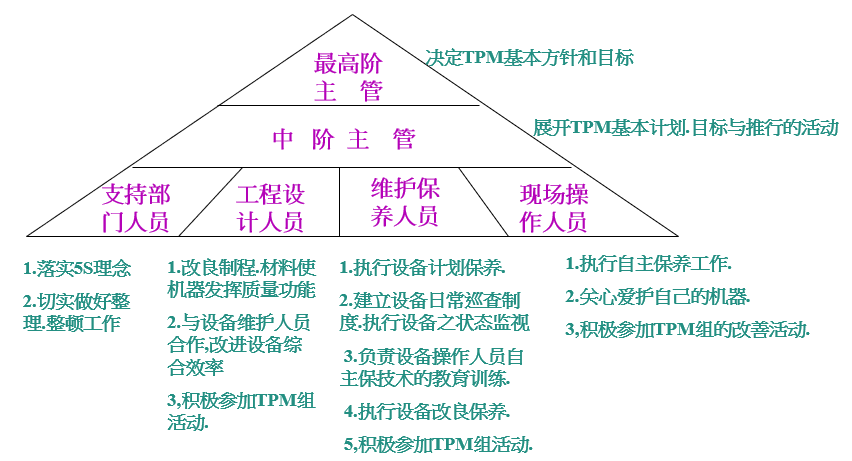 最高阶
主 管
决定TPM基本方针和目标
中 阶 主 管
展开TPM基本计划.目标与推行的活动
支持部
门人员
工程设
计人员
维护保
养人员
现场操
作人员
1.落实5S理念
2.切实做好整
理.整顿工作
1.改良制程.材料使
机器发挥质量功能
2.与设备维护人员
合作,改进设备综
合效率
3,积极参加TPM组
活动.
1.执行设备计划保养.
2.建立设备日常巡查制
度.执行设备之状态监视
3.负责设备操作人员自
主保技术的教育训练.
4.执行设备改良保养.
5,积极参加TPM组活动.
1.执行自主保养工作.
2.关心爱护自己的机器.
3,积极参加TPM组的改善活动.